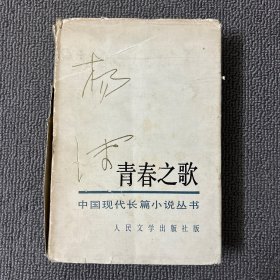 杨沫
青春之歌
中国现代长篇小说丛书
人民文学出版社版